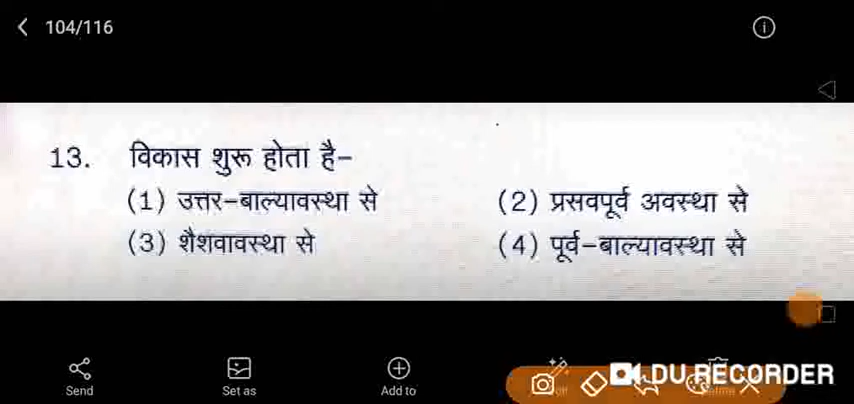 104/116
13. विकास शुरू होता है-
(1) उत्तर-बाल्यावस्था से (2) प्रसवपूर्व अवस्था से
(3) शैशवावस्था से (4) पूर्व-बाल्यावस्था से
DU RECORDER
Send Set as Add to